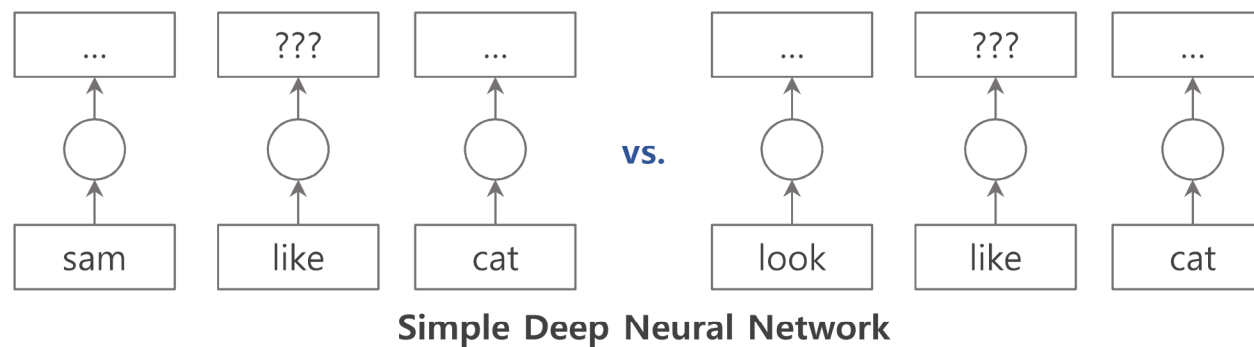 ... ??? ... ... ??? ...
vs.
sam like cat look like cat
Simple Deep Neural Network